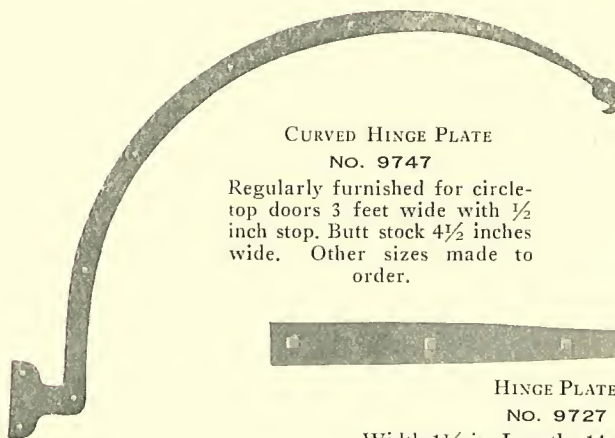 CURVED HINGE PLATE
NO. 9747
Regularly furnished for circle-
top doors 3 feet wide with ½
inch stop. Butt stock 4½ inches
wide. Other sizes made to
order.
HINGE PLATE
NO. 9727